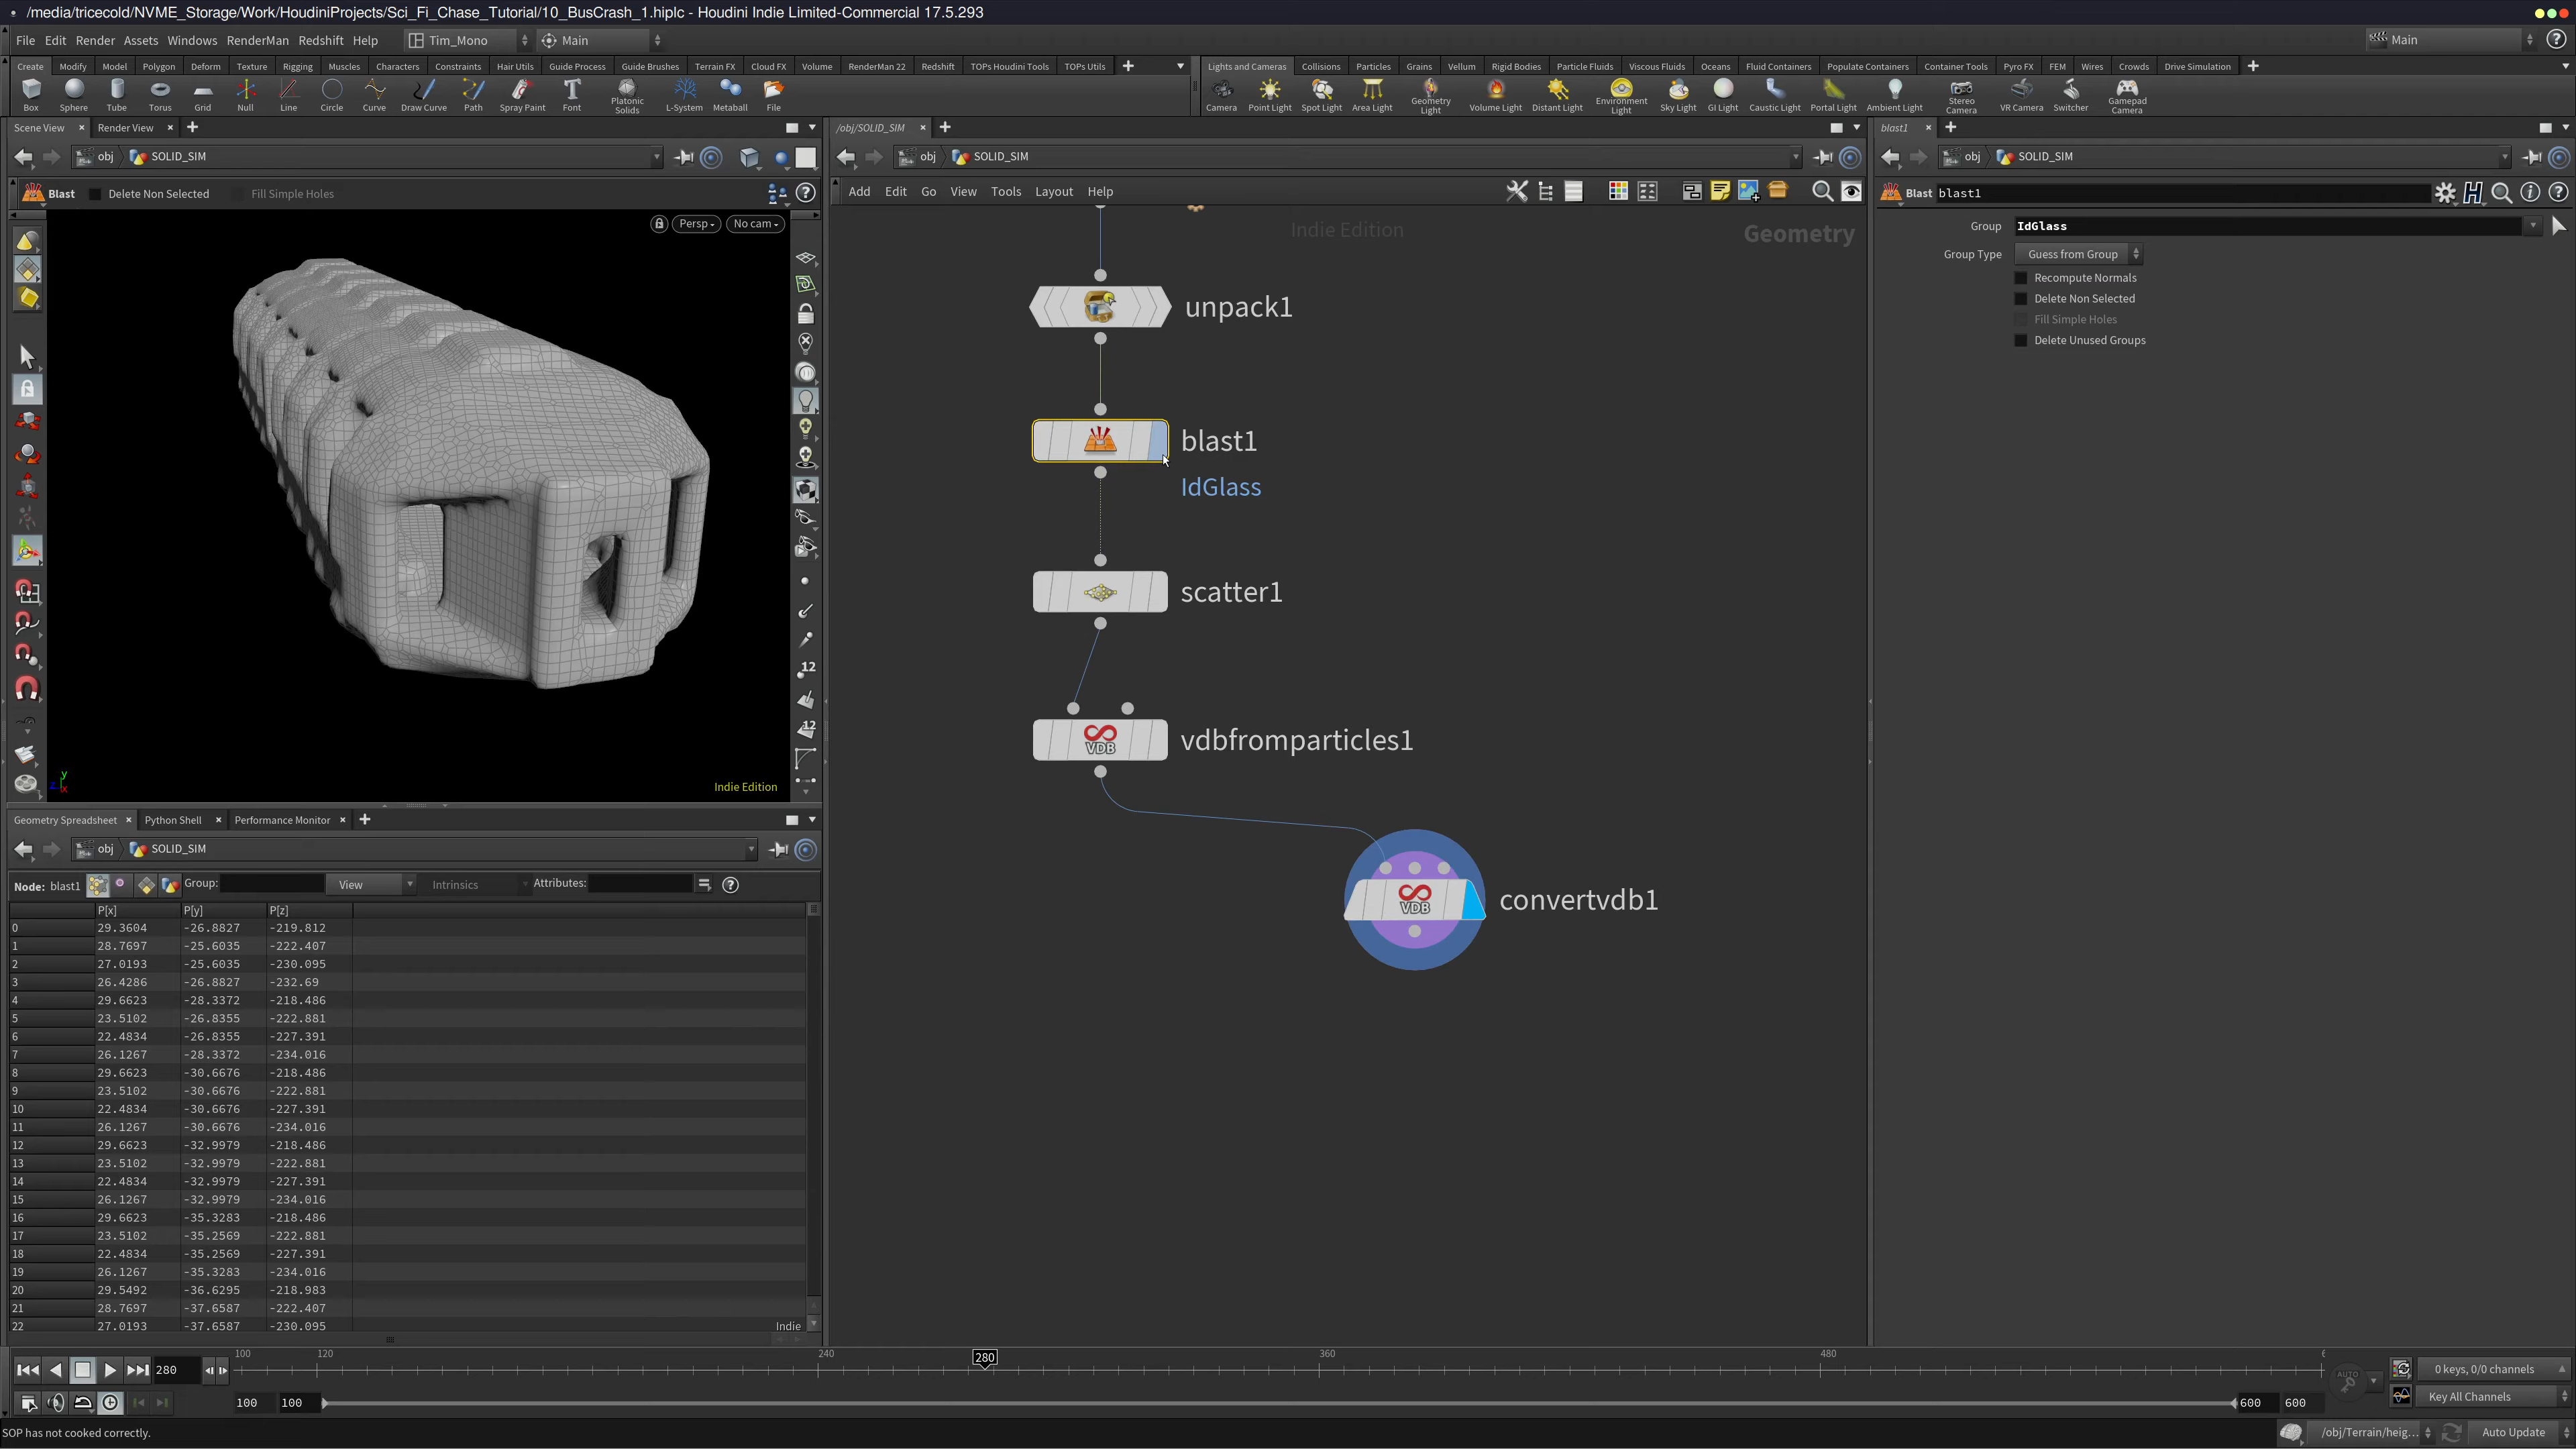 /media/tricecold/NVME_Storage/Work/HoudiniProjects/Sci_Fi_Chase_Tutorial/10_BusCrash_1.hiplc - Houdini Indie Limited-Commercial 17.5.293
File Edit Render Assets Windows RenderMan Redshift Help Tim_Mono Main Main
Create Modify Model Polygon Deform Texture Rigging Muscles Characters Constraints Hair Utils Guide Process Guide Brushes Terrain FX Cloud FX Volume RenderMan 22 Redshift TOPs Houdini Tools TOPs Utils
Lights and Cameras Collisions Particles Grains Vellum Rigid Bodies Particle Fluids Viscous Fluids Oceans Fluid Containers Populate Containers Container Tools Pyro FX FEM Wires Crowds Drive Simulation
Box Sphere Tube Torus Grid Null Line Circle Curve Draw Curve Path Spray Paint Font Platonic Solids L-System Metaball File
Camera Point Light Spot Light Area Light Geometry Light Volume Light Distant Light Environment Light Sky Light GI Light Caustic Light Portal Light Ambient Light Stereo Camera VR Camera Switcher Gamepad Camera
Scene View Render View
obj SOLID_SIM
Blast Delete Non Selected Fill Simple Holes
Persp No cam
12
12
y
z
x
Indie Edition
/obj/SOLID_SIM
obj SOLID_SIM
Add Edit Go View Tools Layout Help
Indie Edition
Geometry
unpack1
blast1
IdGlass
scatter1
VDB vdbfromparticles1
VDB convertvdb1
blast1
obj SOLID_SIM
Blast blast1
Group IdGlass
Group Type Guess from Group
Recompute Normals
Delete Non Selected
Fill Simple Holes
Delete Unused Groups
Geometry Spreadsheet Python Shell Performance Monitor
obj SOLID_SIM
Node: blast1 Group: View Intrinsics Attributes:
P[x] P[y] P[z]
0 29.3604 -26.8827 -219.812
1 28.7697 -25.6035 -222.407
2 27.0193 -25.6035 -230.095
3 26.4286 -26.8827 -232.69
4 29.6623 -28.3372 -218.486
5 23.5102 -26.8355 -222.881
6 22.4834 -26.8355 -227.391
7 26.1267 -28.3372 -234.016
8 29.6623 -30.6676 -218.486
9 23.5102 -30.6676 -222.881
10 22.4834 -30.6676 -227.391
11 26.1267 -30.6676 -234.016
12 29.6623 -32.9979 -218.486
13 23.5102 -32.9979 -222.881
14 22.4834 -32.9979 -227.391
15 26.1267 -32.9979 -234.016
16 29.6623 -35.3283 -218.486
17 23.5102 -35.2569 -222.881
18 22.4834 -35.2569 -227.391
19 26.1267 -35.3283 -234.016
20 29.5492 -36.6295 -218.983
21 28.7697 -37.6587 -222.407
22 27.0193 -37.6587 -230.095
Indie
280 100 120 240 280 360 480 6
AUTO
0 keys, 0/0 channels
100 100 600 600
Key All Channels
SOP has not cooked correctly.
/obj/Terrain/heig... Auto Update